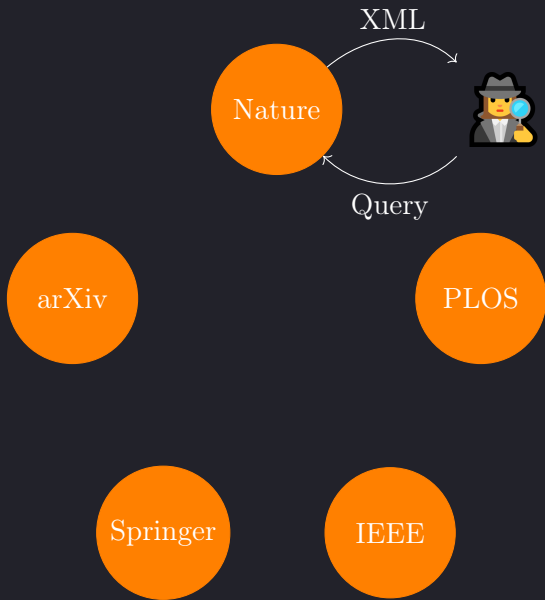 XML
Nature
Query
arXiv
PLOS
Springer
IEEE